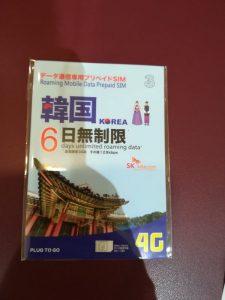 データ通信専用プリペイドSIM
Roaming Mobile Data Prepaid SIM
3
韓国
KOREA
6日無制限
days unlimited roaming data
SK telecom
PLUG TO GO
4G